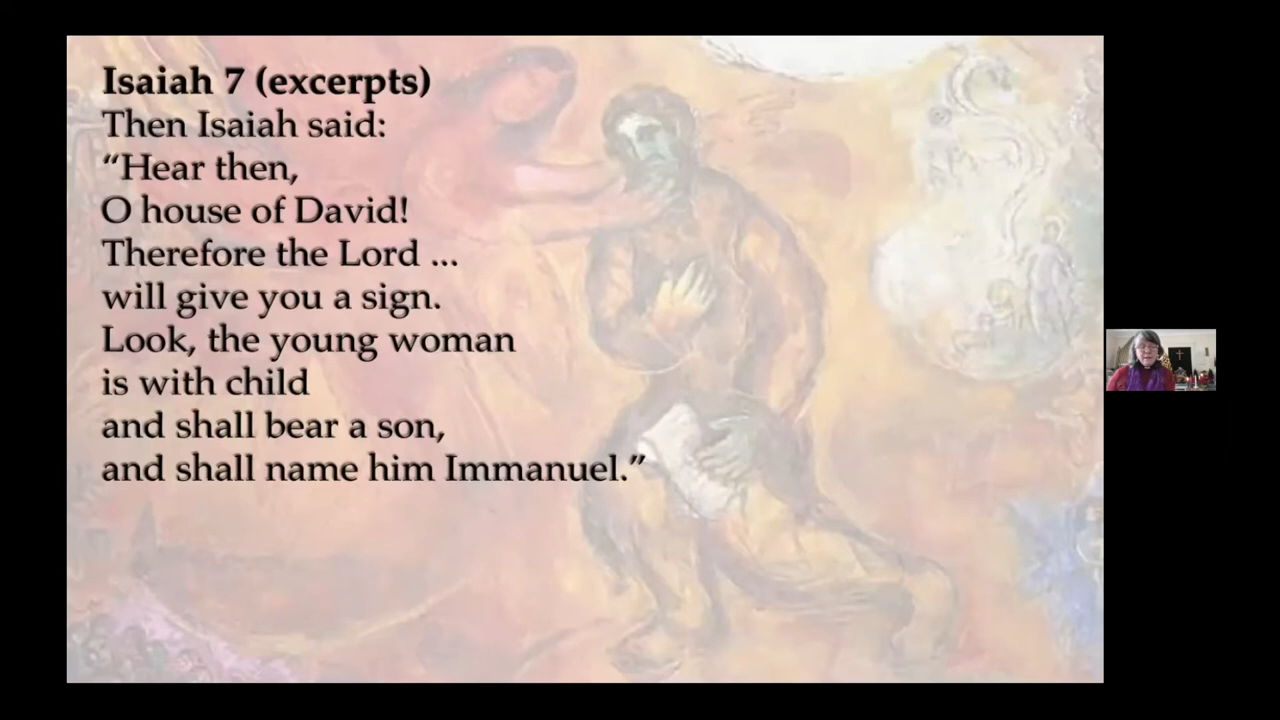 Isaiah 7 (excerpts)
Then Isaiah said:
“Hear then,
O house of David!
Therefore the Lord ...
will give you a sign.
Look, the young woman
is with child
and shall bear a son,
and shall name him Immanuel.”